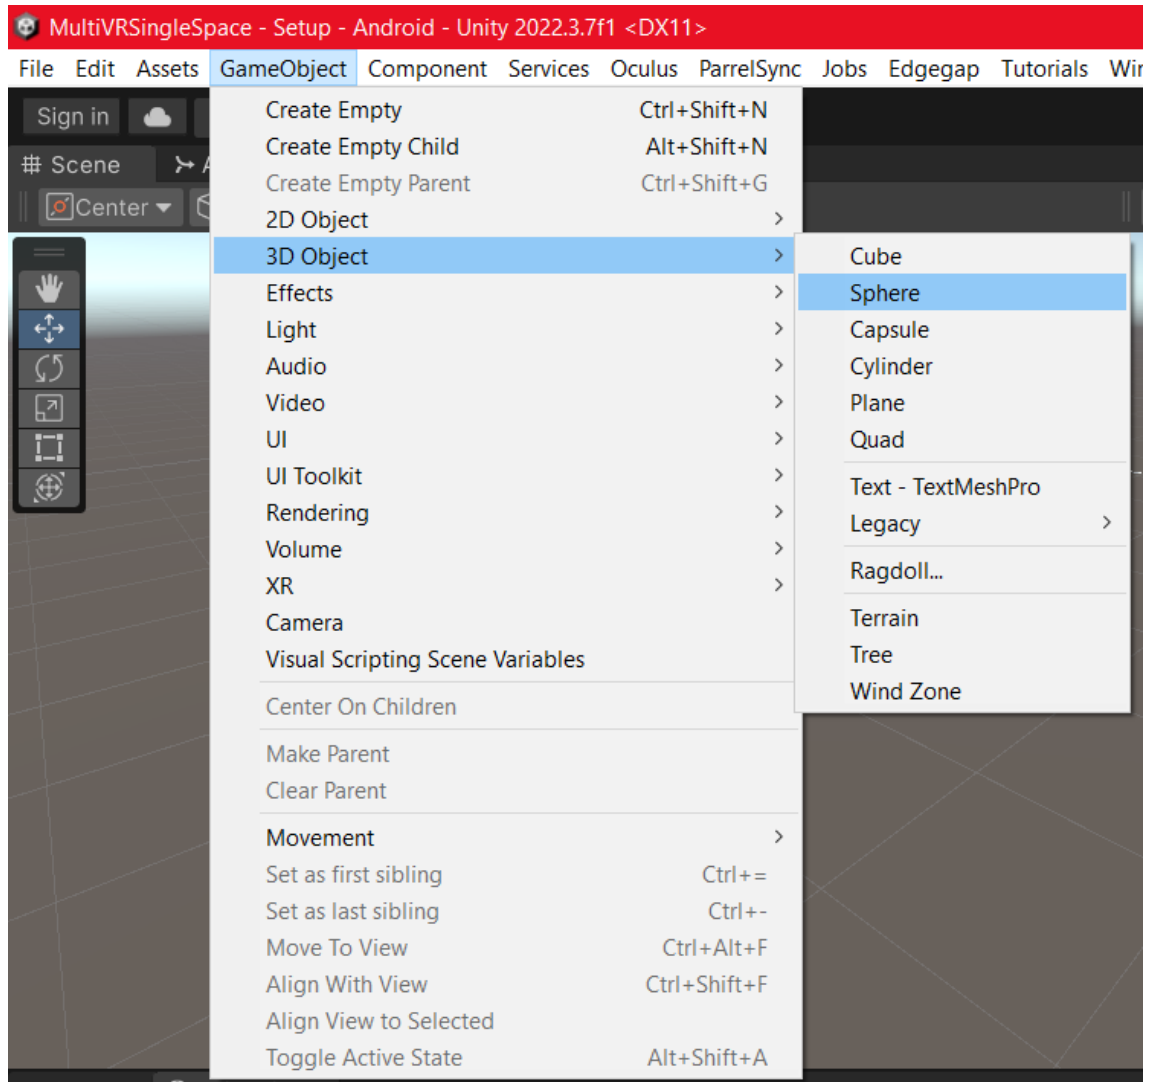 MultiVRSingleSpace - Setup - Android - Unity 2022.3.7f1 <DX11>
File Edit Assets GameObject Component Services Oculus ParrelSync Jobs Edgegap Tutorials
Sign in
Scene
Center
Create Empty Ctrl+Shift+N
Create Empty Child Alt+Shift+N
Create Empty Parent Ctrl+Shift+G
2D Object
3D Object
Effects
Light
Audio
Video
UI
UI Toolkit
Rendering
Volume
XR
Camera
Visual Scripting Scene Variables
Center On Children
Make Parent
Clear Parent
Movement
Set as first sibling Ctrl+=
Set as last sibling Ctrl+-
Move To View Ctrl+Alt+F
Align With View Ctrl+Shift+F
Align View to Selected
Toggle Active State Alt+Shift+A
Cube
Sphere
Capsule
Cylinder
Plane
Quad
Text - TextMeshPro
Legacy
Ragdoll...
Terrain
Tree
Wind Zone